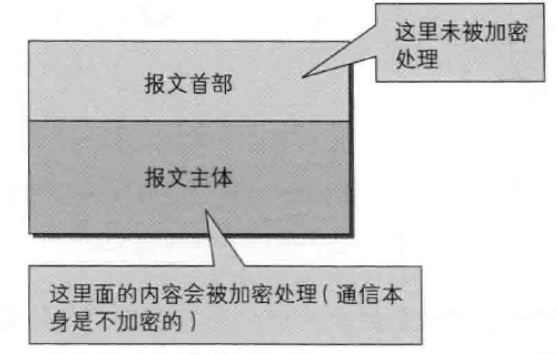 这里未被加密
处理
报文首部
报文主体
这里面的内容会被加密处理（通信本
身是不加密的）